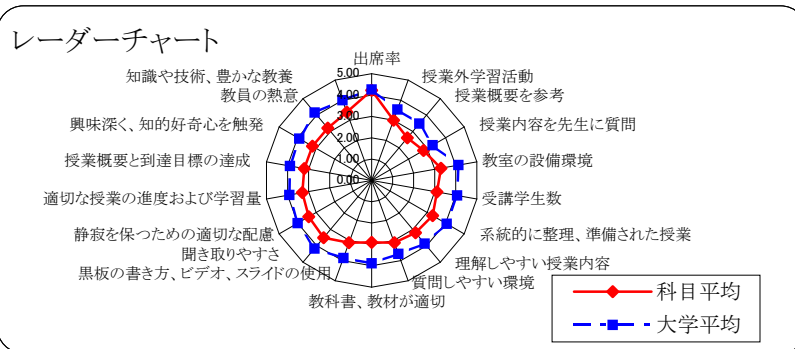 レーダーチャート
出席率
授業外学習活動
授業概要を参考
授業内容を先生に質問
教室の設備環境
受講学生数
系統的に整理、準備された授業
理解しやすい授業内容
質問しやすい環境
教科書、教材が適切
黒板の書き方、ビデオ、スライドの使用
聞き取りやすさ
静寂を保つための適切な配慮
適切な授業の進度および学習量
授業概要と到達目標の達成
興味深く、知的好奇心を触発
教員の熱意
知識や技術、豊かな教養
5.00
4.00
3.00
2.00
1.00
0.00
科目平均
大学平均